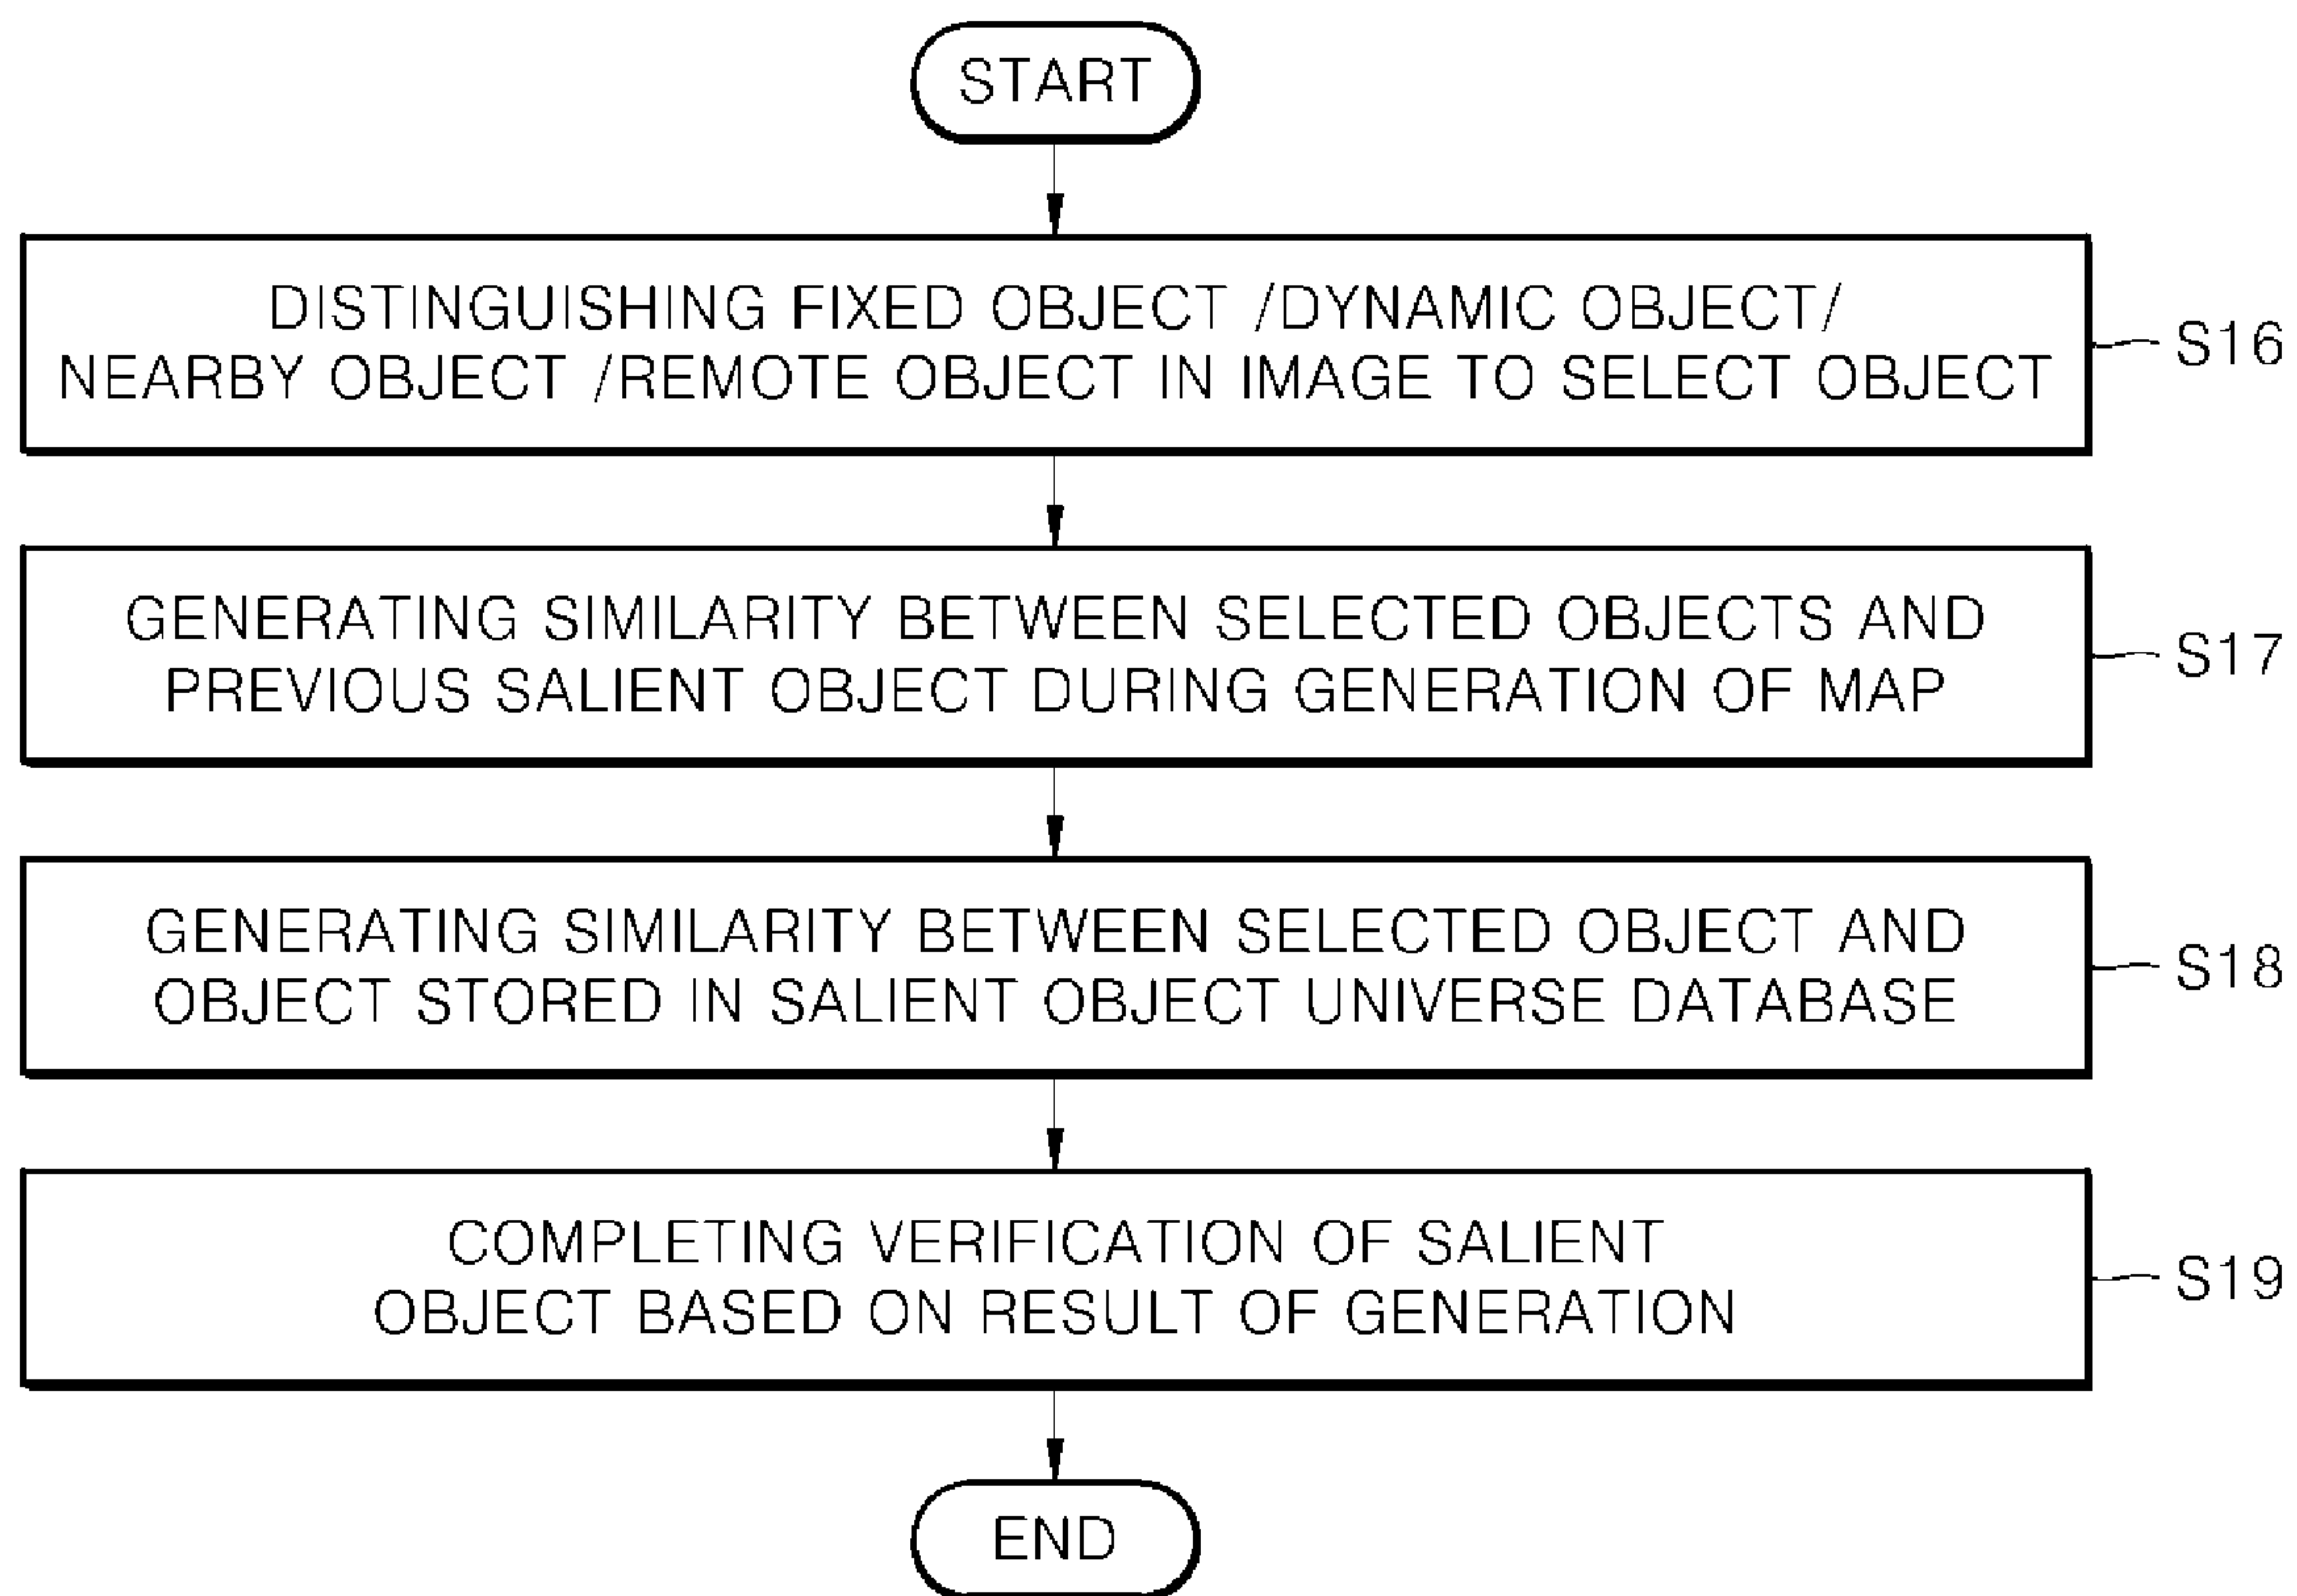 START
DISTINGUISHING FIXED OBJECT /DYNAMIC OBJECT/
NEARBY OBJECT /REMOTE OBJECT IN IMAGE TO SELECT OBJECT
S16
GENERATING SIMILARITY BETWEEN SELECTED OBJECTS AND
PREVIOUS SALIENT OBJECT DURING GENERATION OF MAP
S17
GENERATING SIMILARITY BETWEEN SELECTED OBJECT AND
OBJECT STORED IN SALIENT OBJECT UNIVERSE DATABASE
S18
COMPLETING VERIFICATION OF SALIENT
OBJECT BASED ON RESULT OF GENERATION
S19
END